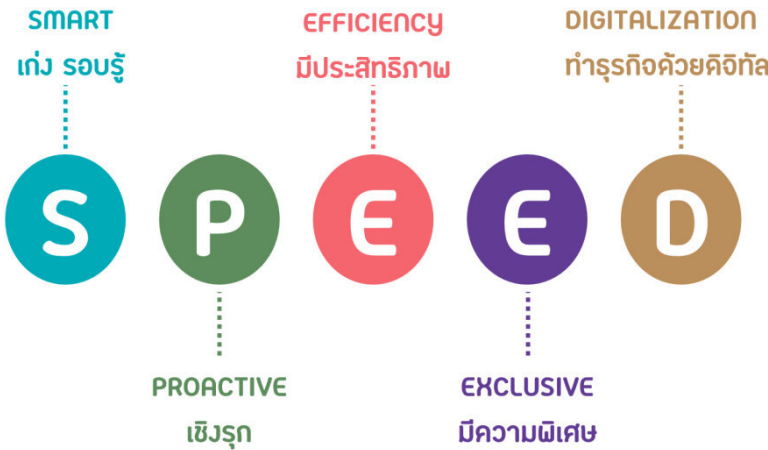 SMART
เก่ง รอบรู้
EFFICIENCY
มีประสิทธิภาพ
DIGITALIZATION
ทำธุรกิจด้วยดิจิทัล
S P E E D
PROACTIVE
เชิงรุก
EXCLUSIVE
มีความพิเศษ